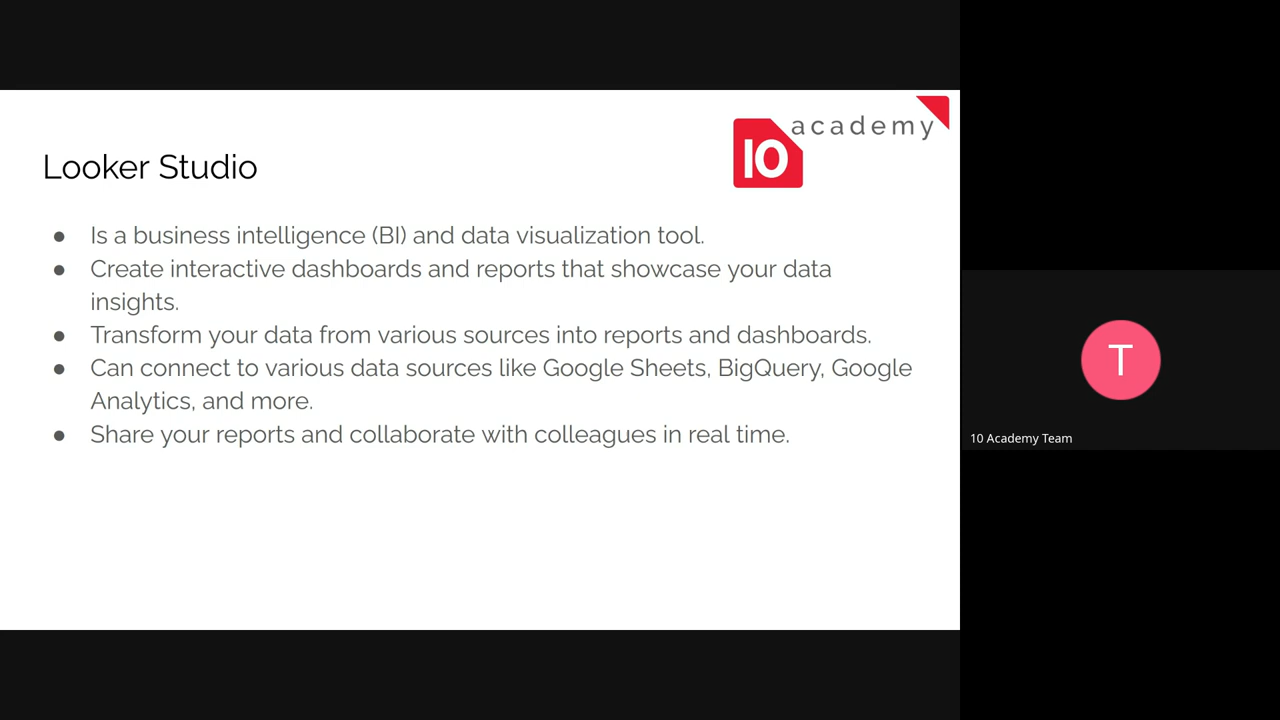 academy
10
Looker Studio
● Is a business intelligence (BI) and data visualization tool.
● Create interactive dashboards and reports that showcase your data
insights.
● Transform your data from various sources into reports and dashboards.
● Can connect to various data sources like Google Sheets, BigQuery, Google
Analytics, and more.
● Share your reports and collaborate with colleagues in real time.
T
10 Academy Team